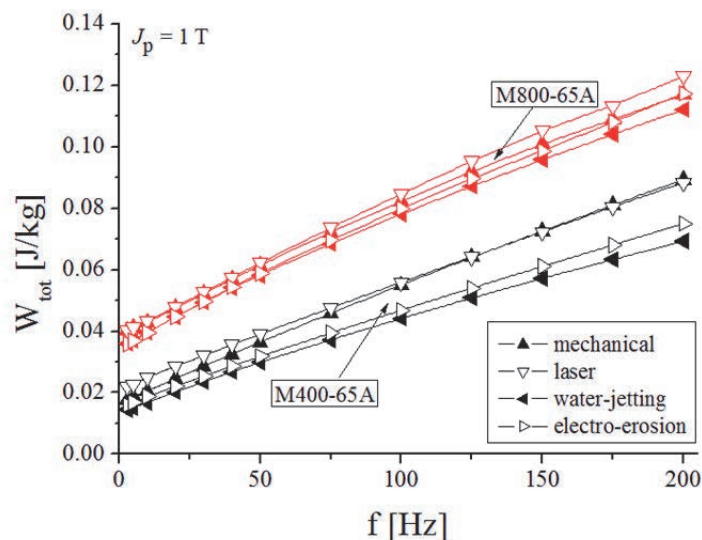 J_p = 1 T
0.14
0.12
0.10
0.08
0.06
0.04
0.02
0.00
W_tot [J/kg]
M800-65A
M400-65A
mechanical
laser
water-jetting
electro-erosion
0 50 100 150 200
f [Hz]